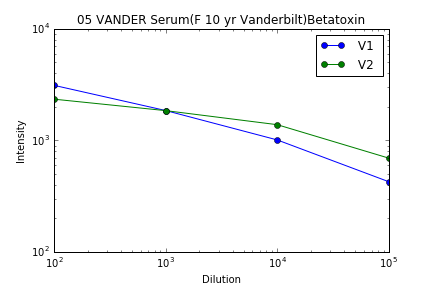 05 VANDER Serum(F 10 yr Vanderbilt)Betatoxin
10^4
V1
V2
10^3
Intensity
10^2
10^2 10^3 10^4 10^5
Dilution